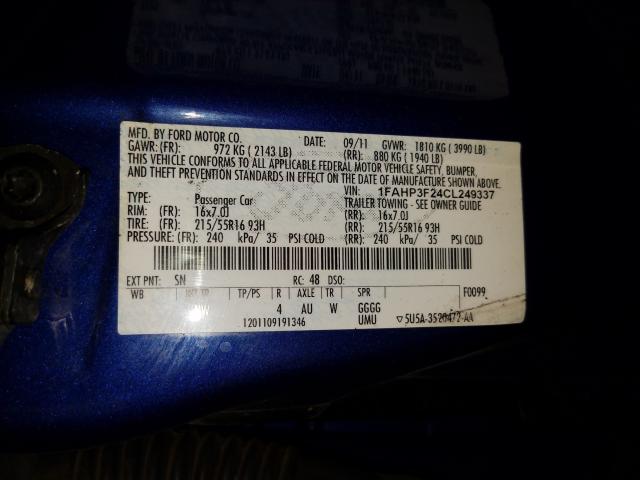 MFD. BY FORD MOTOR CO.
DATE: 09/11 GVWR: 1810 KG ( 3990 LB)
GAWR: (FR): 972 KG ( 2143 LB) (RR): 880 KG ( 1940 LB)
THIS VEHICLE CONFORMS TO ALL APPLICABLE FEDERAL MOTOR VEHICLE SAFETY, BUMPER,
AND THEFT PREVENTION STANDARDS IN EFFECT ON THE DATE OF MANUFACTURE SHOWN ABOVE.
VIN: 1FAHP3F24CL249337
TYPE: Passenger Car TRAILER TOWING - SEE OWNER GUIDE
RIM: (FR): 16x7.0J (RR): 16x7.0J
TIRE: (FR): 215/55R16 93H (RR): 215/55R16 93H
PRESSURE: (FR): 240 kPa/ 35 PSI COLD (RR): 240 kPa/ 35 PSI COLD
EXT PNT: SN RC: 48 DSO: F0099
WB TP/PS R AXLE TR SPR
4 AU W GGGG
1201109191346 UMU ▽5U5A-3520472-AA